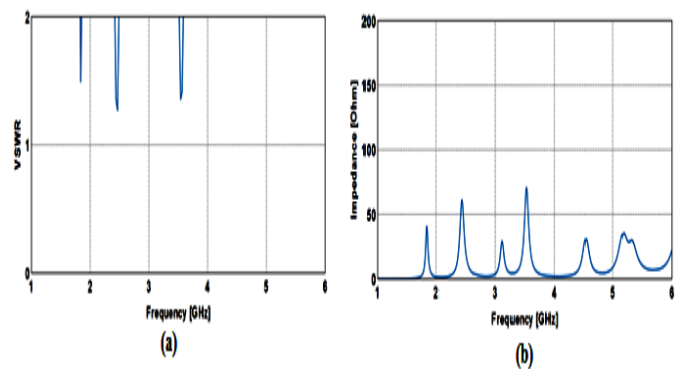 2
1
0
VSWR
1 2 3 4 5 6
Frequency [GHz]
(a)
200
150
100
50
0
Impedance [Ohm]
1 2 3 4 5 6
Frequency [GHz]
(b)